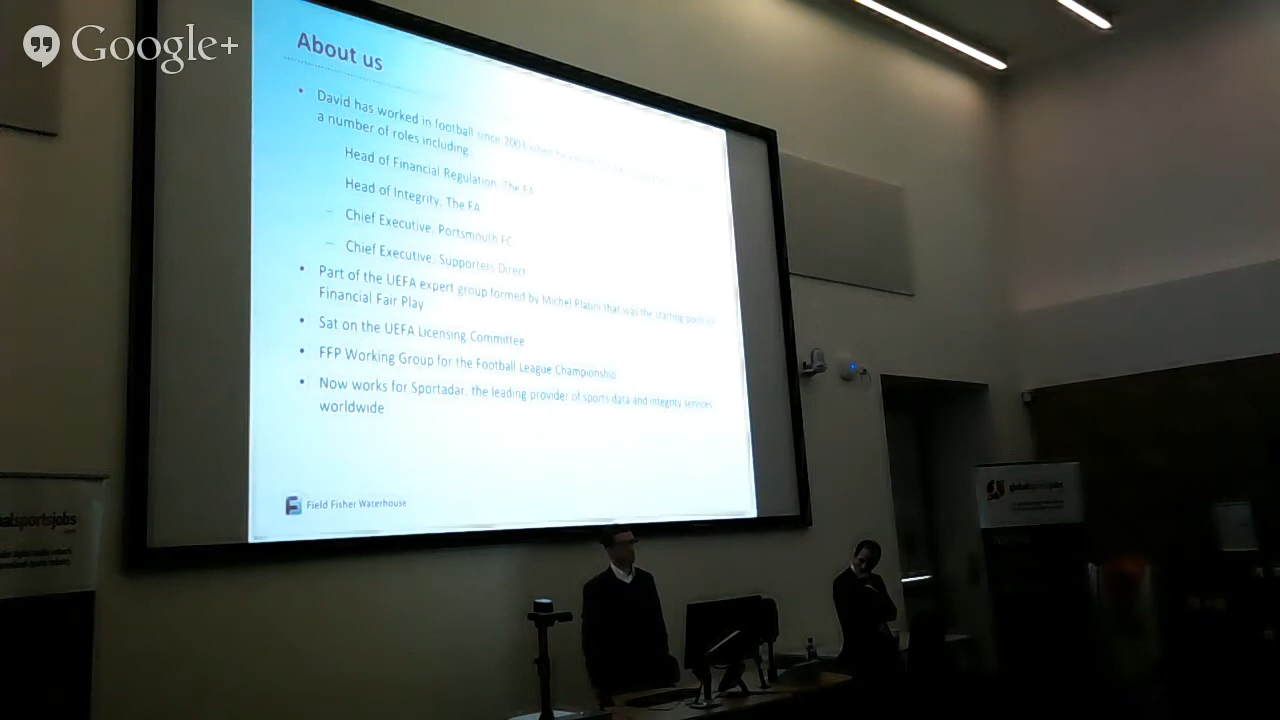 Google+
About us
• David has worked in football since 2003 when he
a number of roles including
Head of Financial Regulation, The FA
Head of Integrity, The FA
– Chief Executive, Portsmouth FC
– Chief Executive, Supporters Direct
• Part of the UEFA expert group formed by Michel Platini that was the starting point for
Financial Fair Play
• Sat on the UEFA Licensing Committee
• FFP Working Group for the Football League Championship
• Now works for Sportradar, the leading provider of sports data and integrity services
worldwide
Field Fisher Waterhouse
alsportsjobs
globalsportsjobs